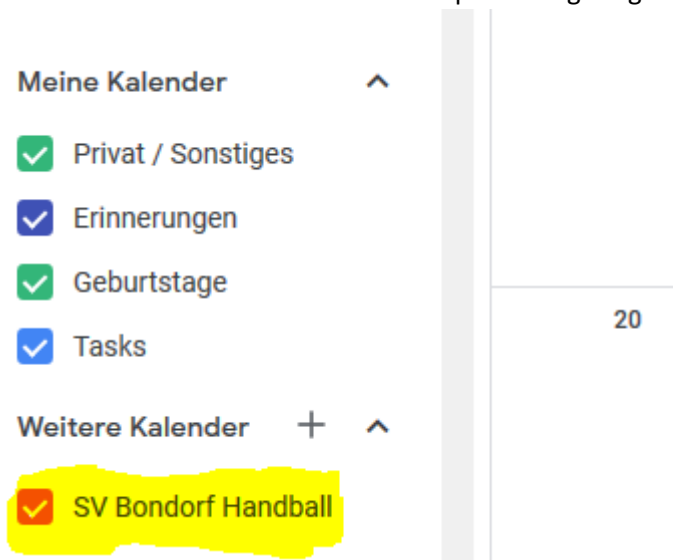 Meine Kalender
Privat / Sonstiges
Erinnerungen
Geburtstage
Tasks
20
Weitere Kalender
SV Bondorf Handball